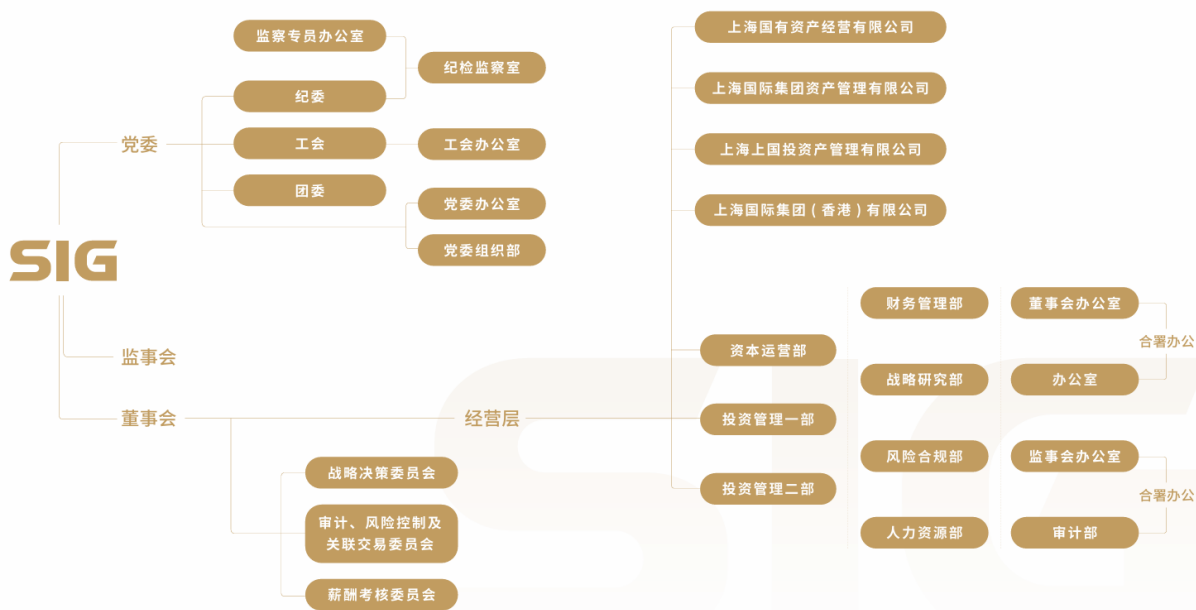 监察专员办公室
纪检监察室
纪委
党委
工会
工会办公室
团委
党委办公室
党委组织部
SIG
监事会
董事会
经营层
战略决策委员会
审计、风险控制及
关联交易委员会
薪酬考核委员会
上海国有资产经营有限公司
上海国际集团资产管理有限公司
上海上国投资产管理有限公司
上海国际集团（香港）有限公司
资本运营部
投资管理一部
投资管理二部
财务管理部
战略研究部
风险合规部
人力资源部
董事会办公室
合署办公
办公室
监事会办公室
合署办公
审计部
SIG